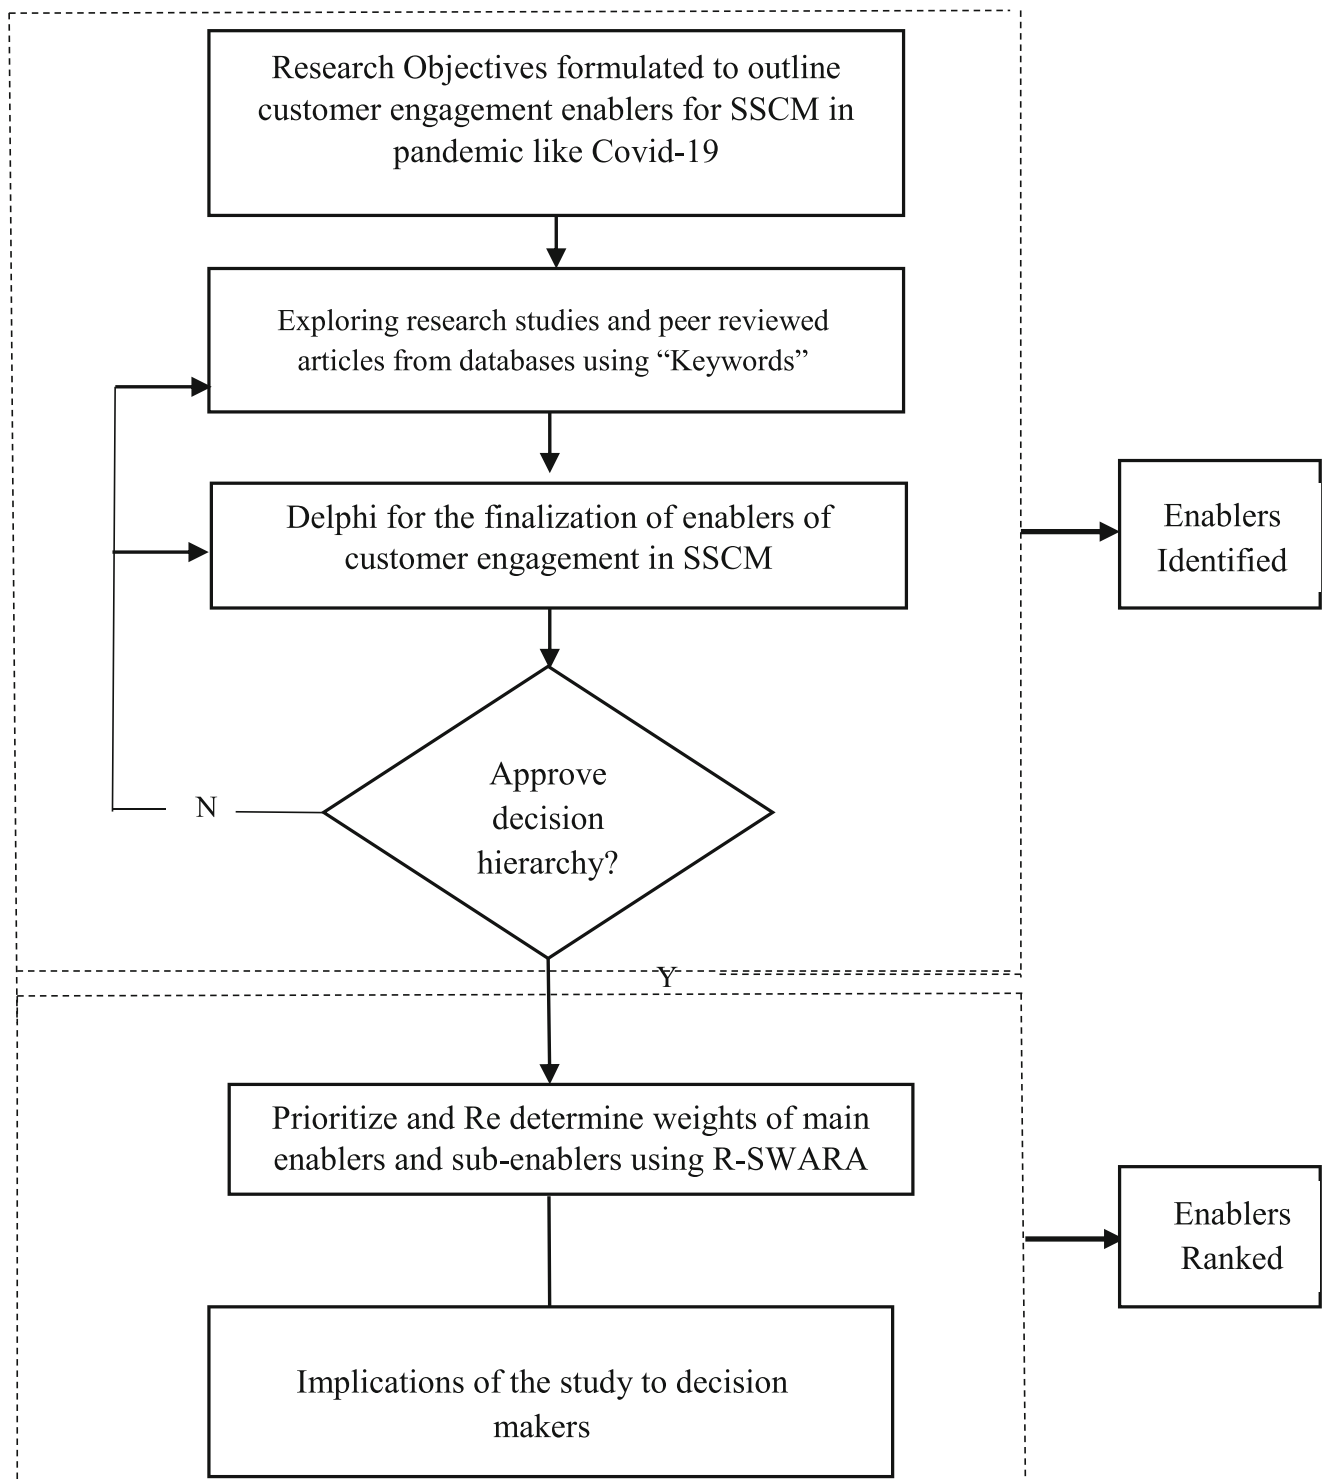 Research Objectives formulated to outline
customer engagement enablers for SSCM in
pandemic like Covid-19
Exploring research studies and peer reviewed
articles from databases using “Keywords”
Delphi for the finalization of enablers of
customer engagement in SSCM
Enablers
Identified
Approve
decision
hierarchy?
N
Y
Prioritize and Re determine weights of main
enablers and sub-enablers using R-SWARA
Enablers
Ranked
Implications of the study to decision
makers